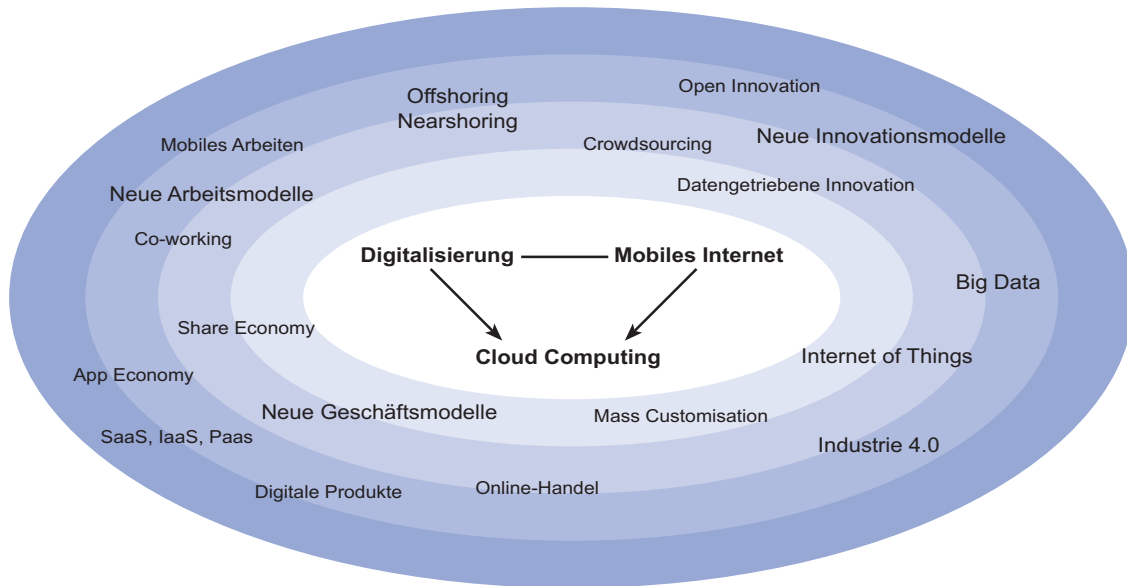 Open Innovation
Offshoring
Nearshoring
Neue Innovationsmodelle
Mobiles Arbeiten
Crowdsourcing
Neue Arbeitsmodelle
Datengetriebene Innovation
Co-working
Digitalisierung
Mobiles Internet
Big Data
Share Economy
Cloud Computing
Internet of Things
App Economy
Neue Geschäftsmodelle
Mass Customisation
SaaS, IaaS, Paas
Industrie 4.0
Digitale Produkte
Online-Handel